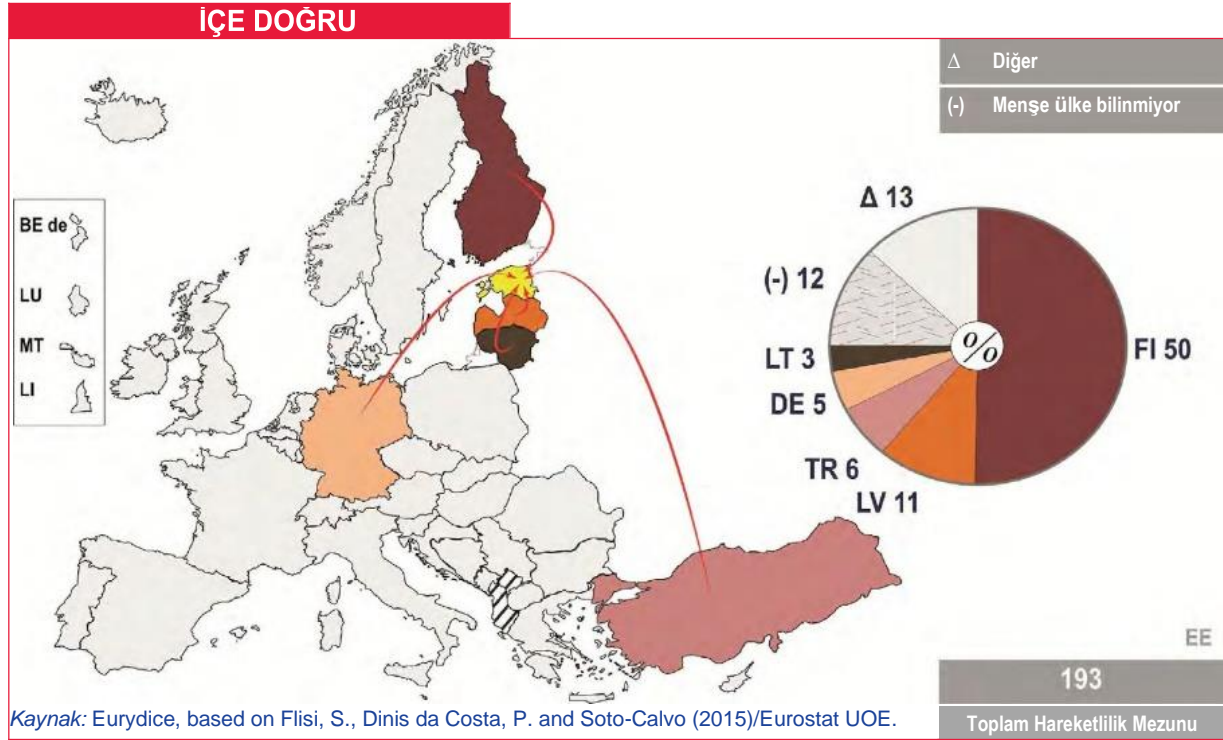 İÇE DOĞRU
Δ Diğer
(-) Menşe ülke bilinmiyor
BE de
LU
MT
LI
Δ 13
(-) 12
LT 3
DE 5
TR 6
LV 11
FI 50
%
EE
193
Toplam Hareketlilik Mezunu
Kaynak: Eurydice, based on Flisi, S., Dinis da Costa, P. and Soto-Calvo (2015)/Eurostat UOE.